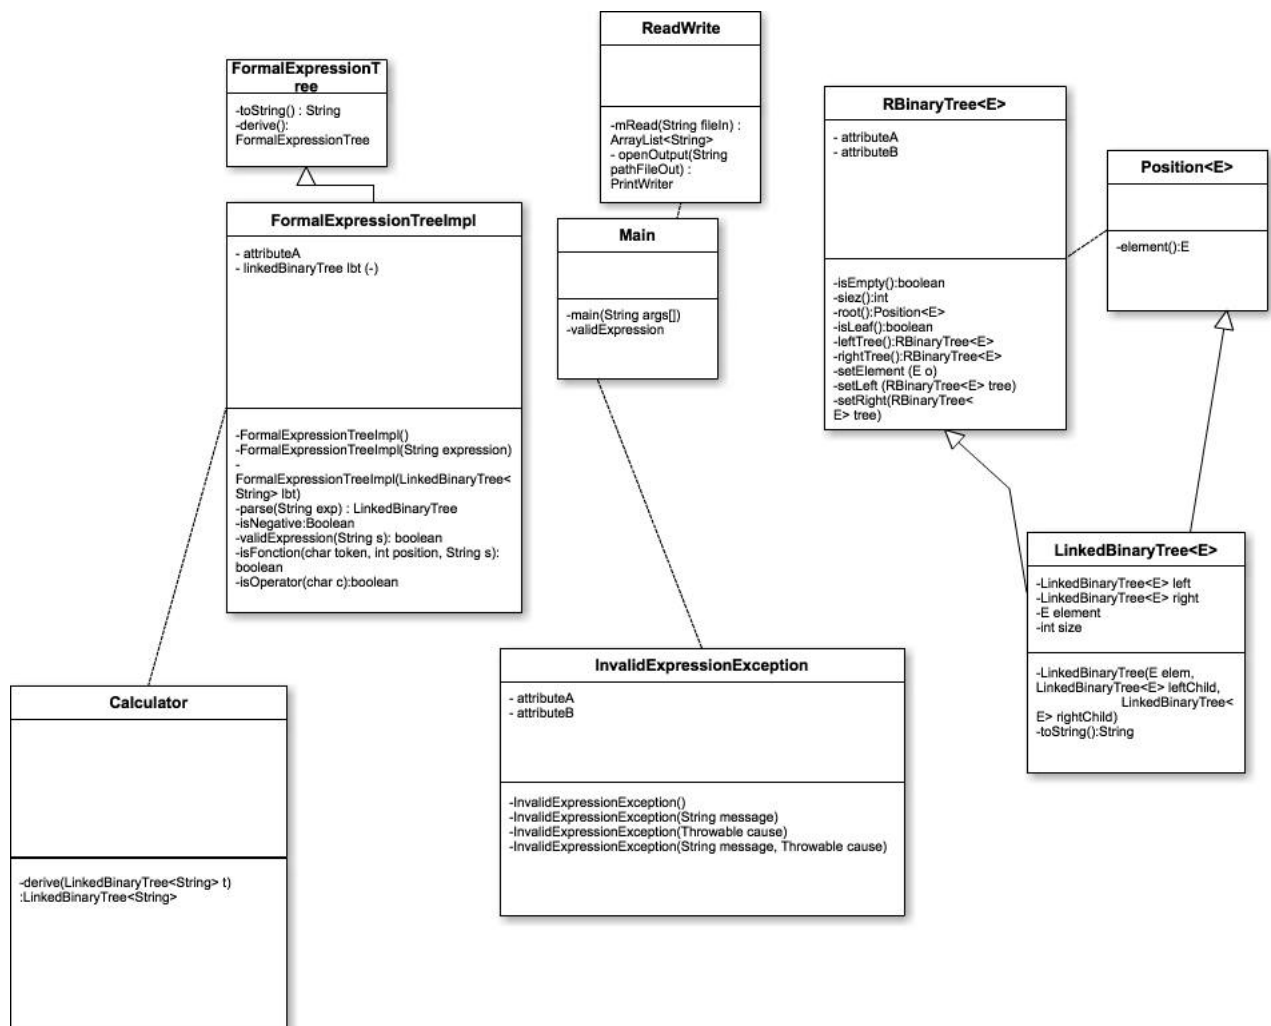 FormalExpressionT
ree
-toString() : String
-derive():
FormalExpressionTree
ReadWrite
-mRead(String fileIn) :
ArrayList<String>
- openOutput(String
pathFileOut) :
PrintWriter
RBinaryTree<E>
- attributeA
- attributeB
-isEmpty():boolean
-siez():int
-root():Position<E>
-isLeaf():boolean
-leftTree():RBinaryTree<E>
-rightTree():RBinaryTree<E>
-setElement (E o)
-setLeft (RBinaryTree<E> tree)
-setRight(RBinaryTree<
E> tree)
Position<E>
-element():E
FormalExpressionTreeImpl
- attributeA
- linkedBinaryTree lbt (-)
-FormalExpressionTreeImpl()
-FormalExpressionTreeImpl(String expression)
-
FormalExpressionTreeImpl(LinkedBinaryTree<
String> lbt)
-parse(String exp) : LinkedBinaryTree
-isNegative:Boolean
-validExpression(String s): boolean
-isFonction(char token, int position, String s):
boolean
-isOperator(char c):boolean
Main
-main(String args[])
-validExpression
LinkedBinaryTree<E>
-LinkedBinaryTree<E> left
-LinkedBinaryTree<E> right
-E element
-int size
-LinkedBinaryTree(E elem,
LinkedBinaryTree<E> leftChild,
LinkedBinaryTree<
E> rightChild)
-toString():String
InvalidExpressionException
- attributeA
- attributeB
-InvalidExpressionException()
-InvalidExpressionException(String message)
-InvalidExpressionException(Throwable cause)
-InvalidExpressionException(String message, Throwable cause)
Calculator
-derive(LinkedBinaryTree<String> t)
:LinkedBinaryTree<String>